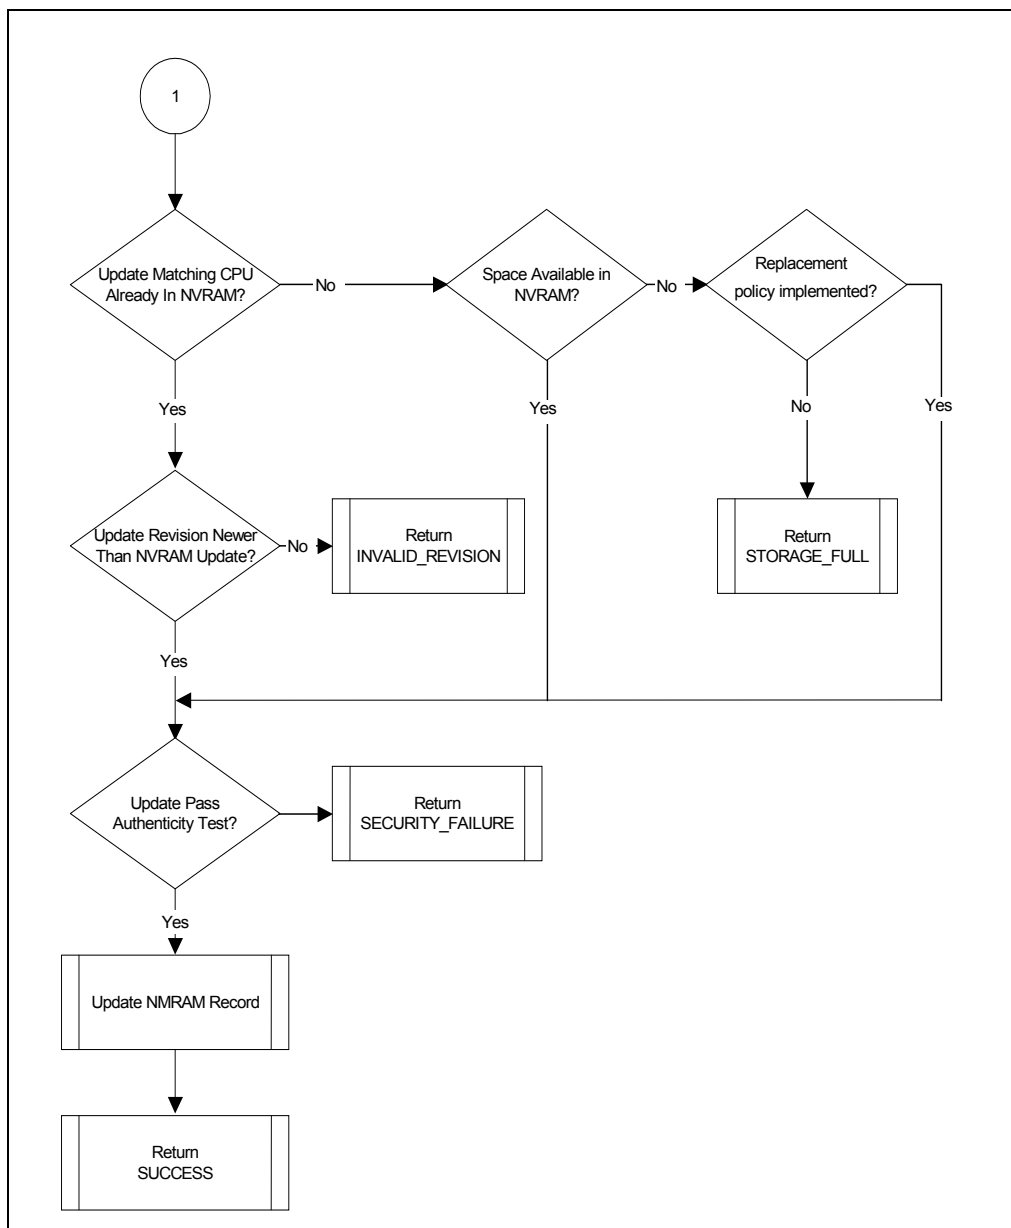 1
Update Matching CPU
Already In NVRAM?
No
Space Available in
NVRAM?
No
Replacement
policy implemented?
Yes
Yes
No
Yes
Update Revision Newer
Than NVRAM Update?
No
Return
INVALID_REVISION
Return
STORAGE_FULL
Yes
Update Pass
Authenticity Test?
Return
SECURITY_FAILURE
Yes
Update NMRAM Record
Return
SUCCESS